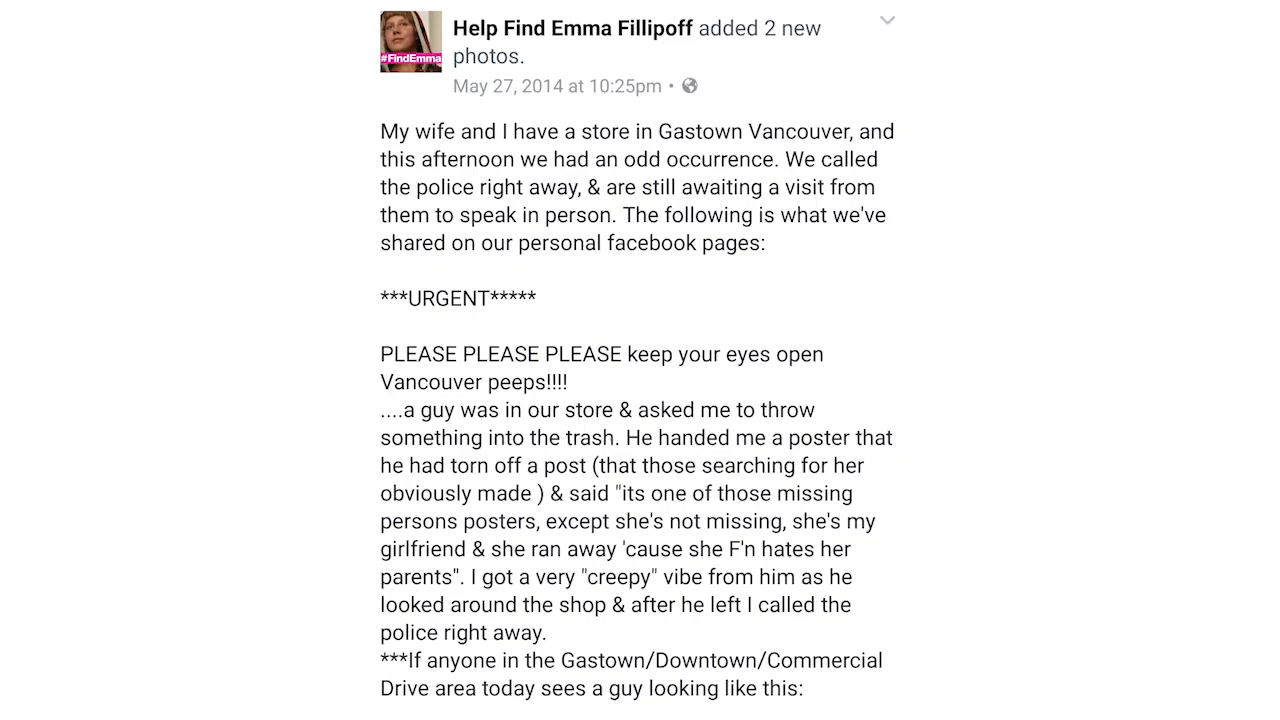 #FindEmma
Help Find Emma Fillipoff added 2 new
photos.
May 27, 2014 at 10:25pm •
My wife and I have a store in Gastown Vancouver, and
this afternoon we had an odd occurrence. We called
the police right away, & are still awaiting a visit from
them to speak in person. The following is what we've
shared on our personal facebook pages:
***URGENT*****
PLEASE PLEASE PLEASE keep your eyes open
Vancouver peeps!!!!
....a guy was in our store & asked me to throw
something into the trash. He handed me a poster that
he had torn off a post (that those searching for her
obviously made ) & said "its one of those missing
persons posters, except she's not missing, she's my
girlfriend & she ran away 'cause she F'n hates her
parents". I got a very "creepy" vibe from him as he
looked around the shop & after he left I called the
police right away.
***If anyone in the Gastown/Downtown/Commercial
Drive area today sees a guy looking like this: